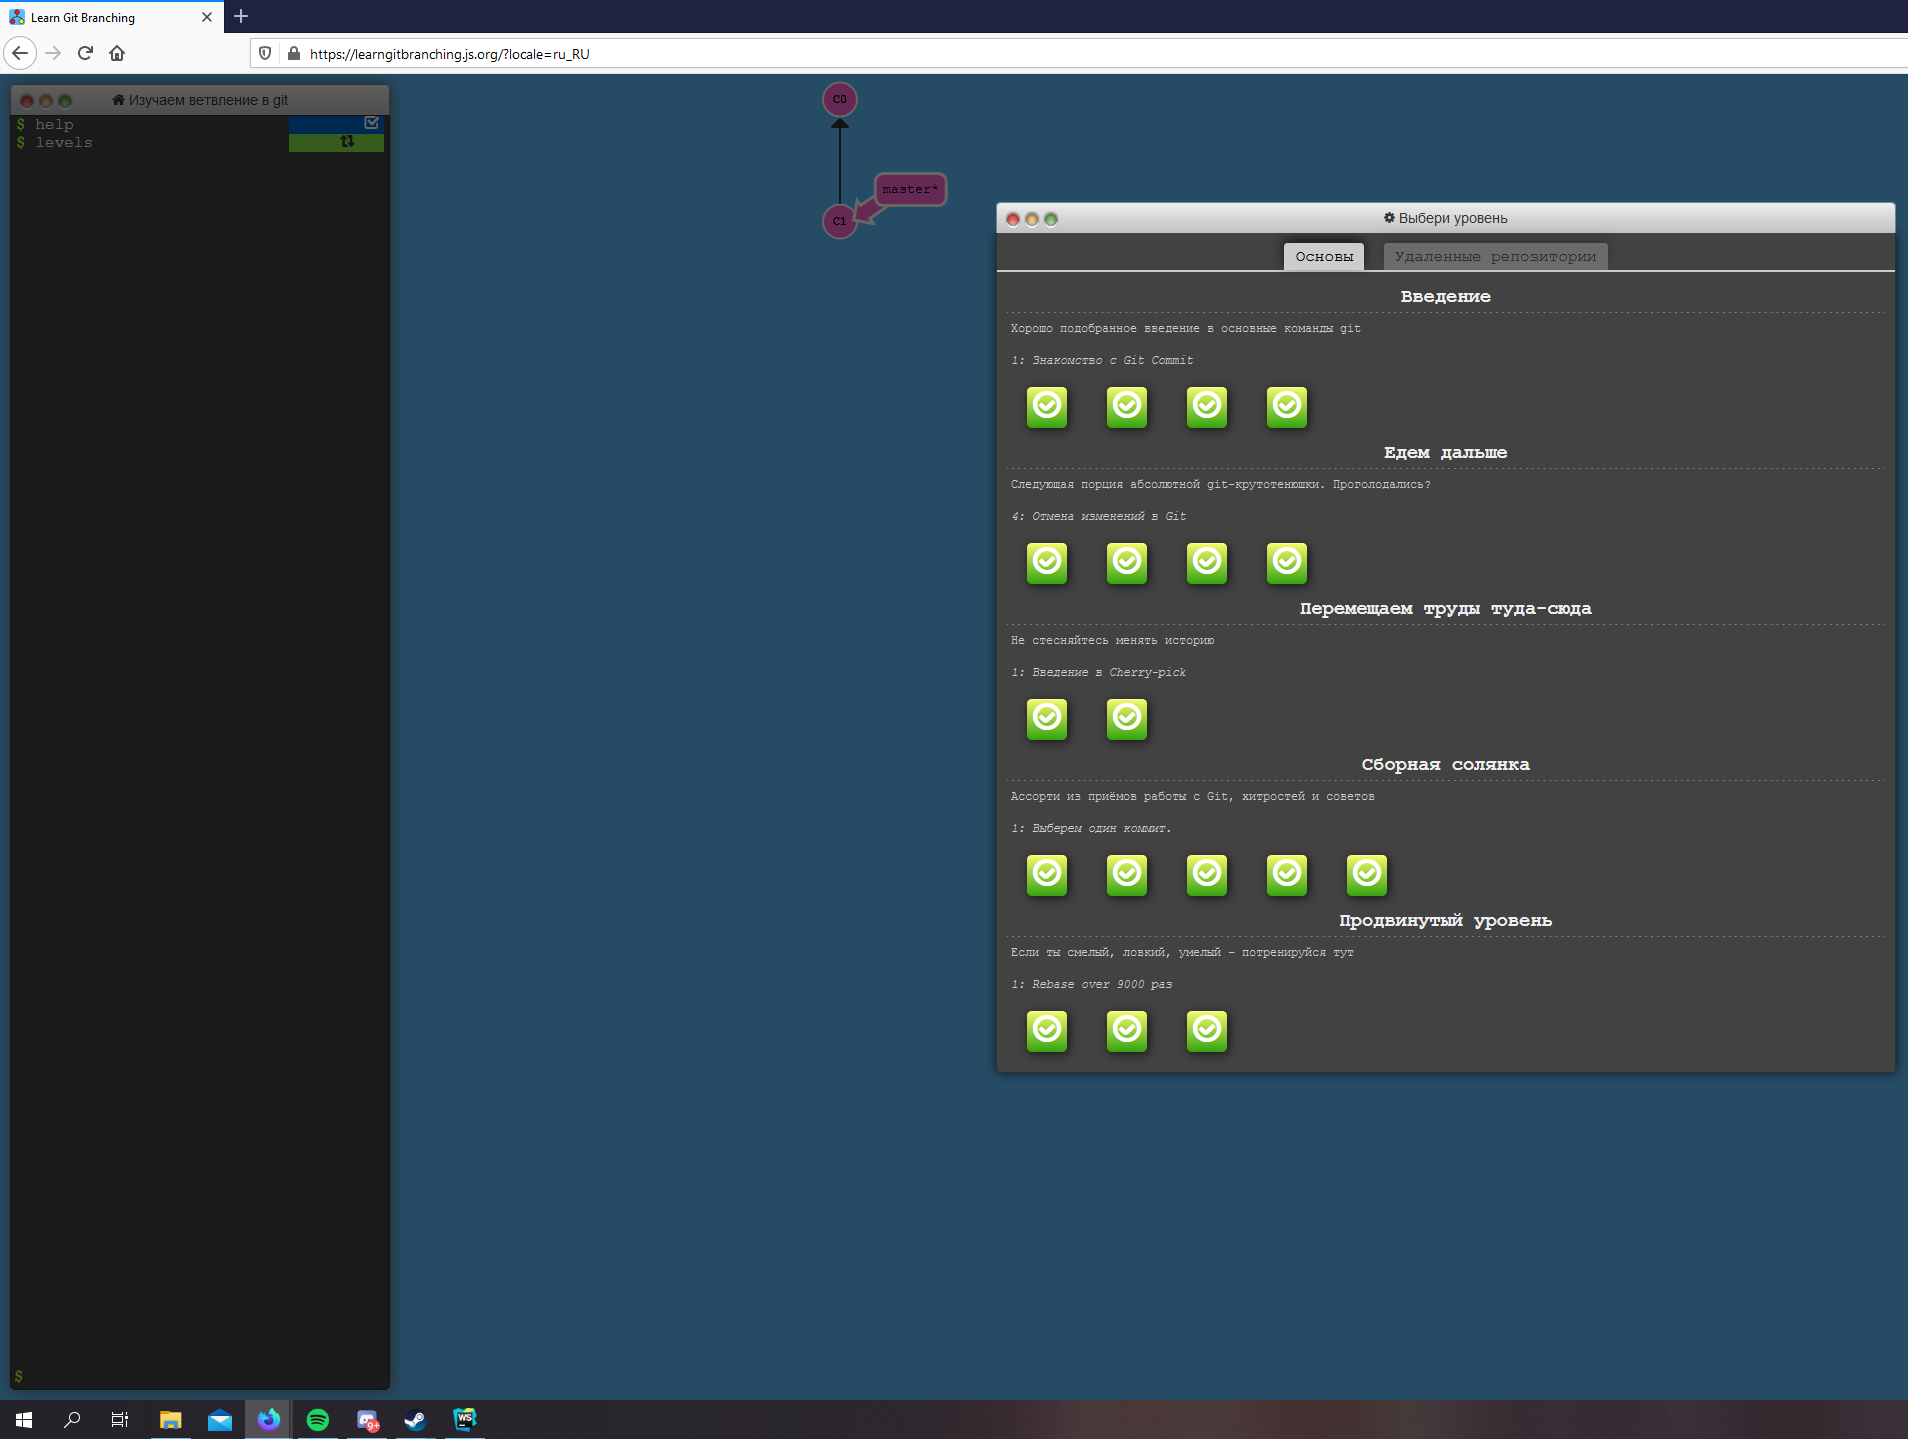 Learn Git Branching
https://learngitbranching.js.org/?locale=ru_RU
Изучаем ветвление в git
$ help
$ levels
$
C0
master*
C1
Выбери уровень
Основы
Удаленные репозитории
Введение
Хорошо подобранное введение в основные команды git
1: Знакомство с Git Commit
Едем дальше
Следующая порция абсолютной git-крутотенюшки. Проголодались?
4: Отмена изменений в Git
Перемещаем труды туда-сюда
Не стесняйтесь менять историю
1: Введение в Cherry-pick
Сборная солянка
Ассорти из приёмов работы с Git, хитростей и советов
1: Выберем один коммит.
Продвинутый уровень
Если ты смелый, ловкий, умелый - потренируйся тут
1: Rebase over 9000 раз
9+
WS